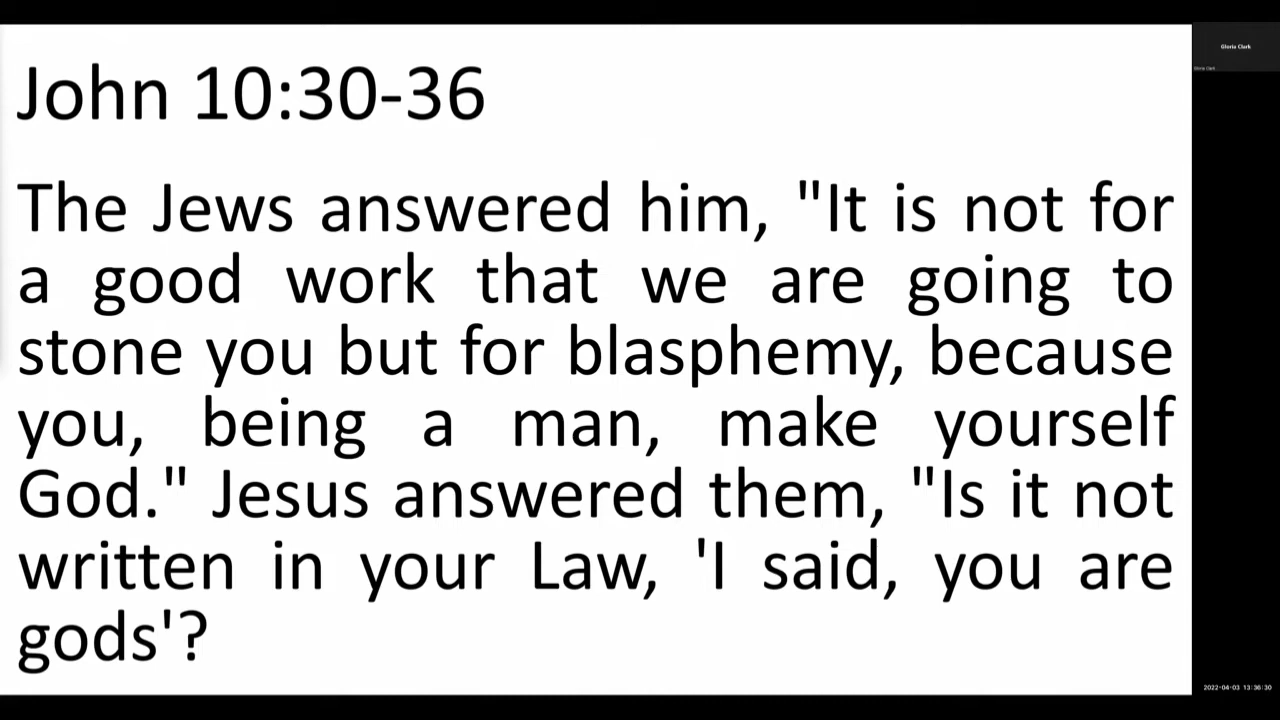 John 10:30-36
The Jews answered him, "It is not for
a good work that we are going to
stone you but for blasphemy, because
you, being a man, make yourself
God." Jesus answered them, "Is it not
written in your Law, 'I said, you are
gods'?
Gloria Clark
Gloria Clark
2022-04-03 13:36:30